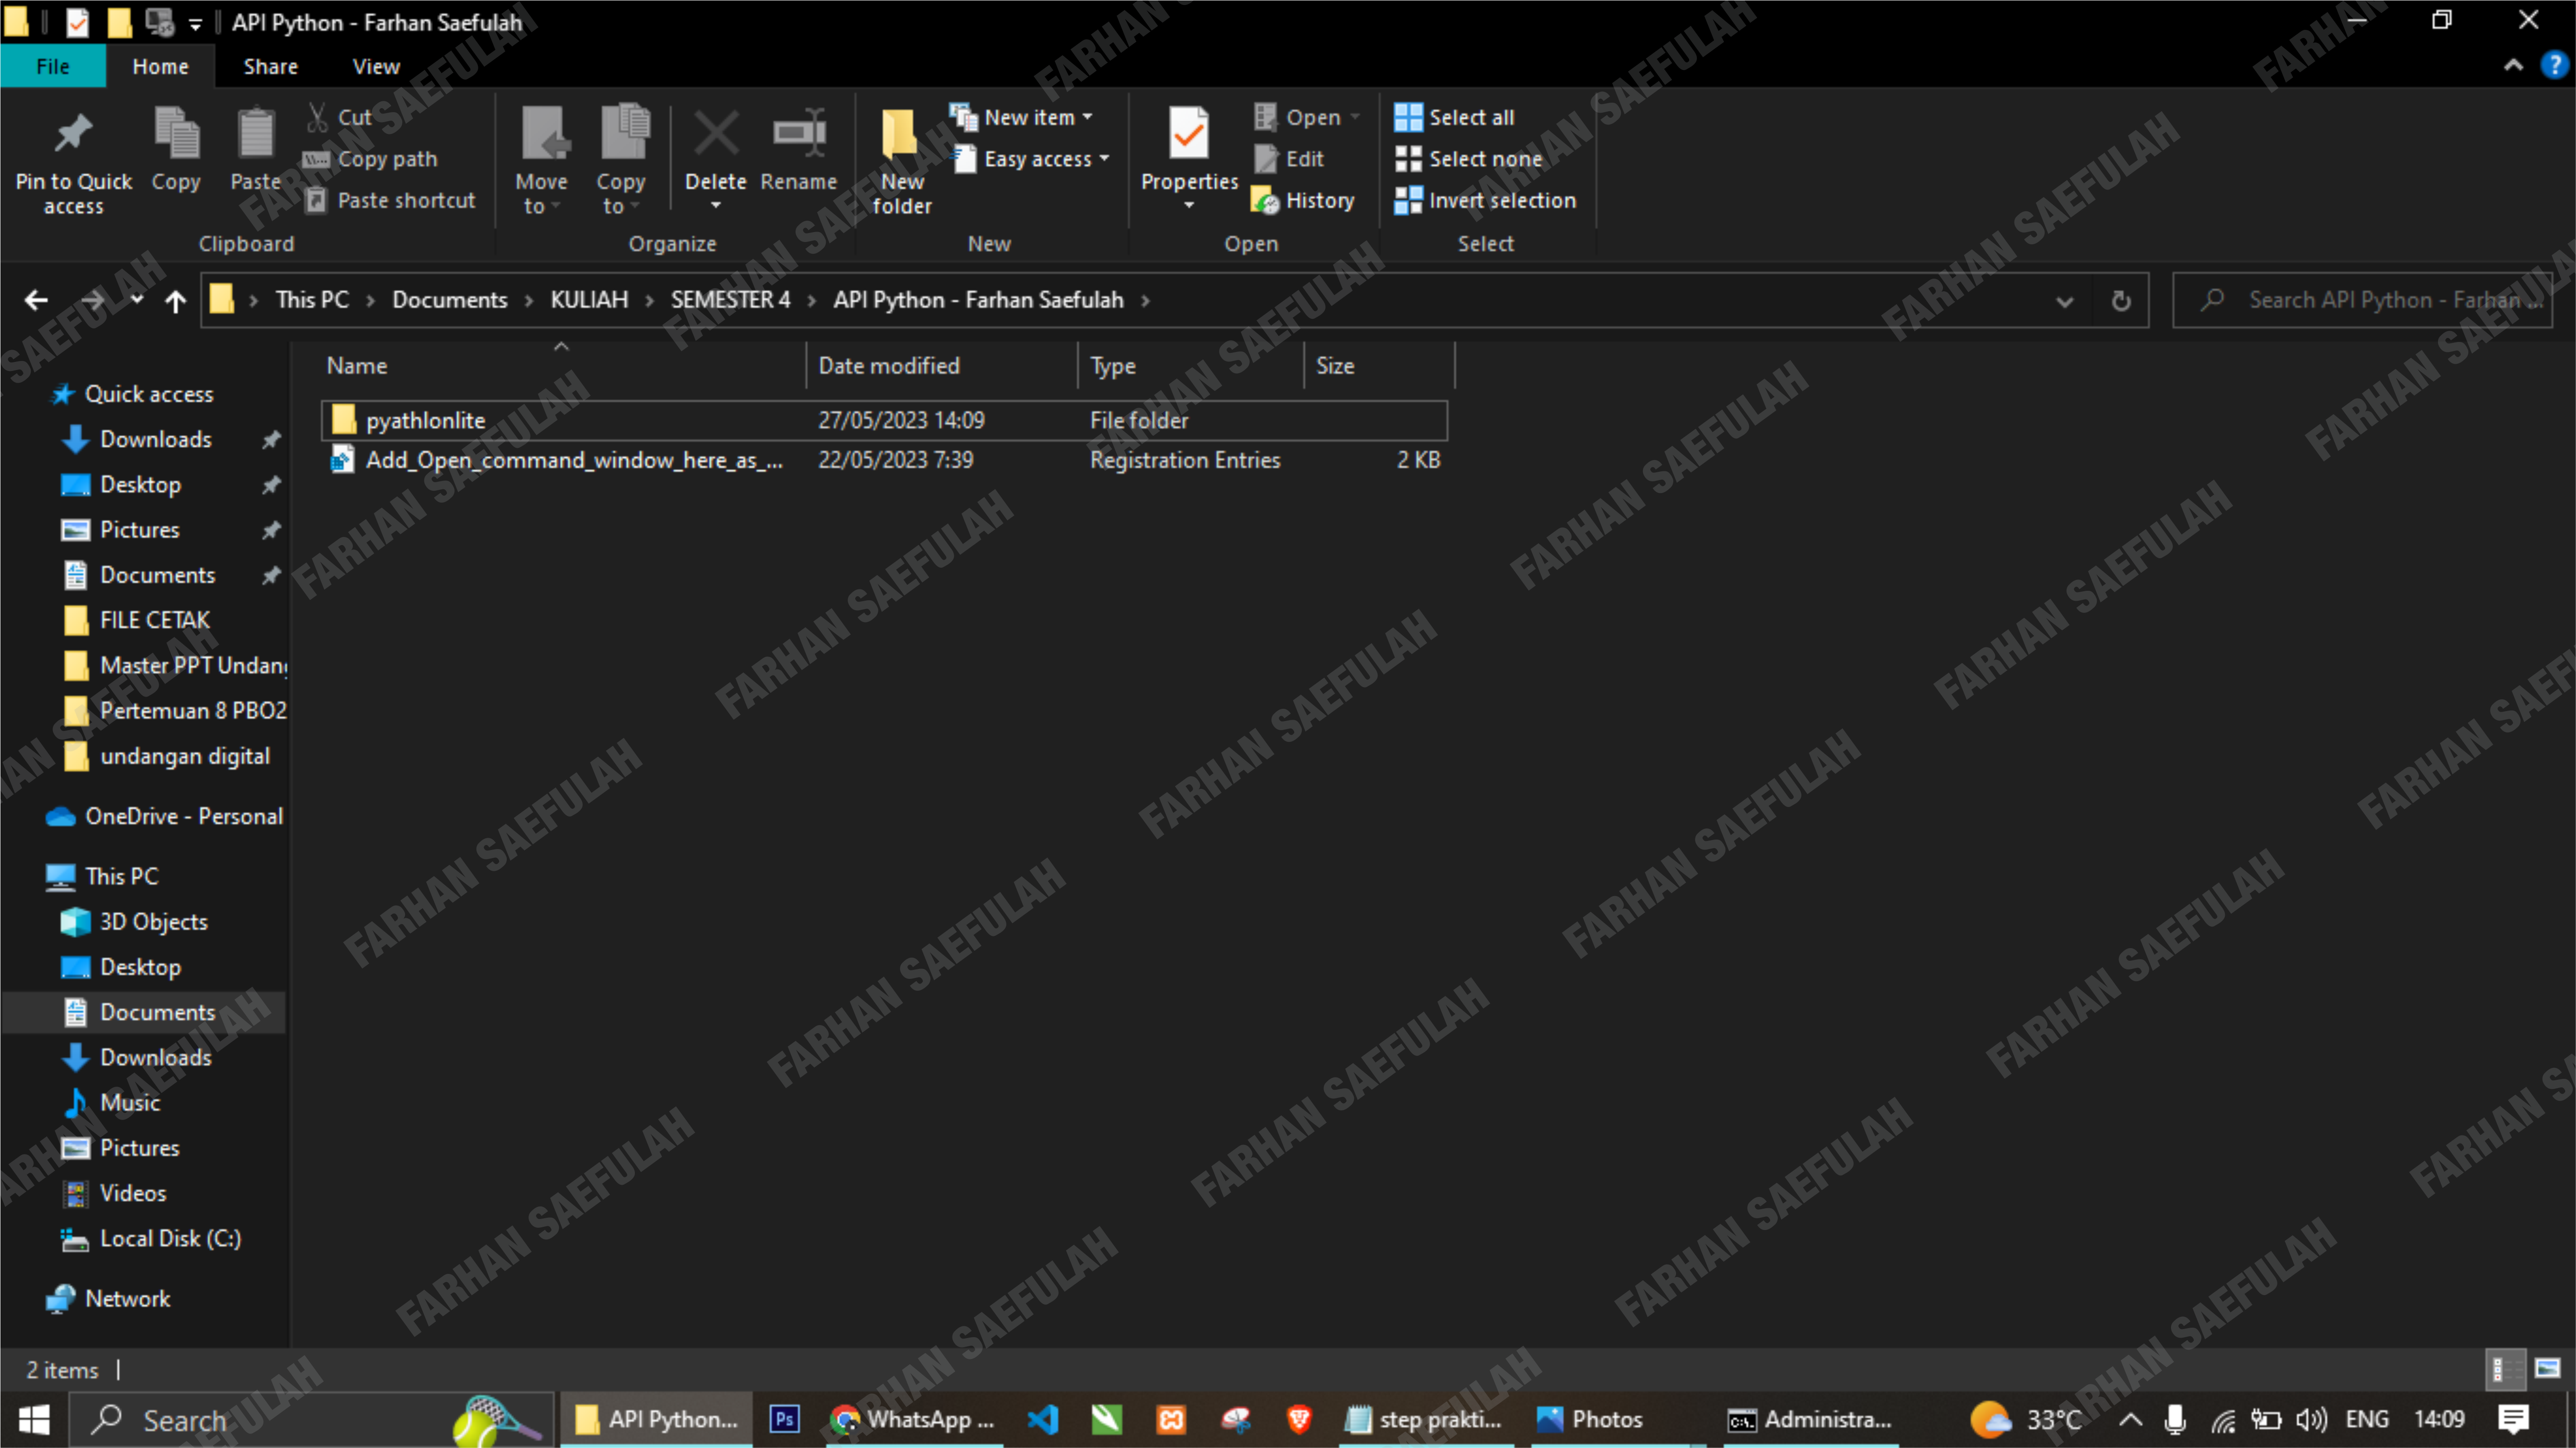 API Python - Farhan Saefulah
File Home Share View
Pin to Quick access
Copy
Paste
Cut
Copy path
Paste shortcut
Clipboard
Move to
Copy to
Delete
Rename
Organize
New folder
New item
Easy access
New
Properties
Open
Edit
History
Open
Select all
Select none
Invert selection
Select
This PC > Documents > KULIAH > SEMESTER 4 > API Python - Farhan Saefulah >
Search API Python - Farhan ...
Name Date modified Type Size
pyathlonlite 27/05/2023 14:09 File folder
Add_Open_command_window_here_as_... 22/05/2023 7:39 Registration Entries 2 KB
Quick access
Downloads
Desktop
Pictures
Documents
FILE CETAK
Master PPT Undang
Pertemuan 8 PBO2
undangan digital
OneDrive - Personal
This PC
3D Objects
Desktop
Documents
Downloads
Music
Pictures
Videos
Local Disk (C:)
Network
2 items
Search
API Python...
Ps
WhatsApp ...
step prakti...
Photos
Administra...
33°C
ENG
14:09
FARHAN SAEFULAH